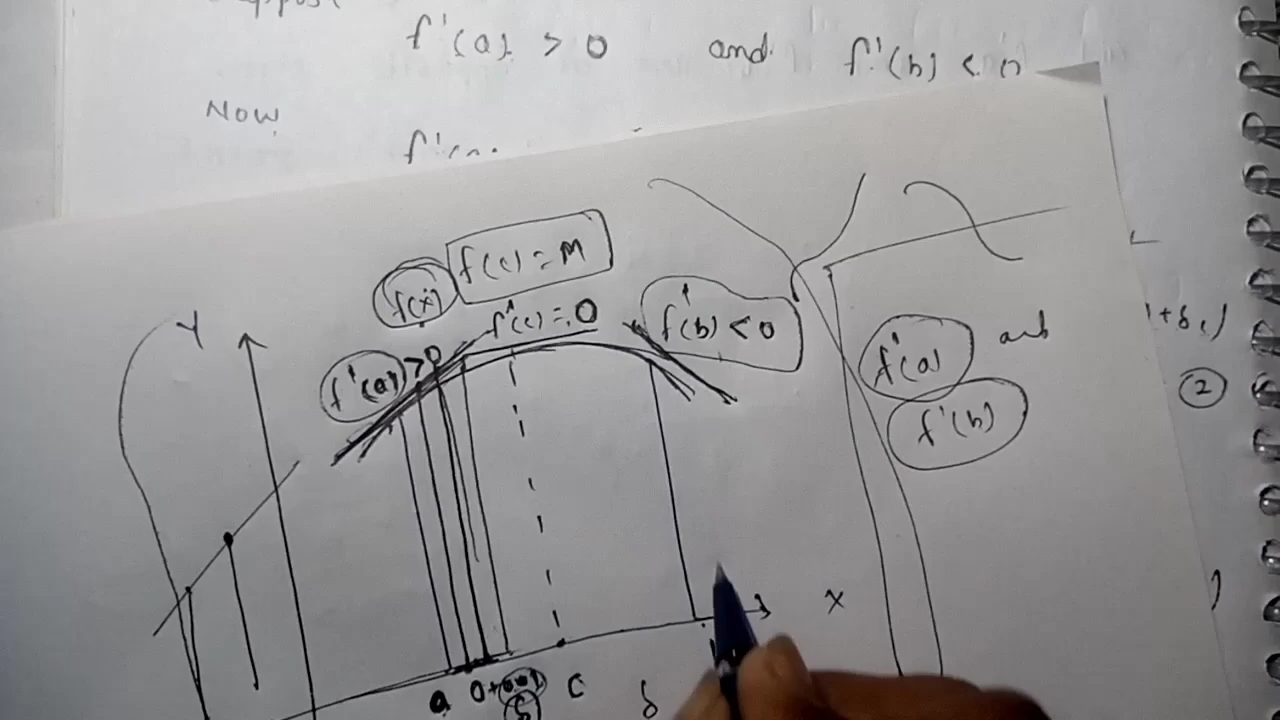 f'(a) > 0 and f'(b) < 0
Now
f'
f(c) = M
f(x)
f'(c) = 0
f'(b) < 0
f'(a) > 0
Y
f'(a) and
f'(b)
2
x
a
c